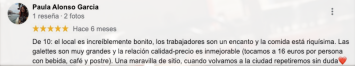 Paula Alonso García
1 reseña · 2 fotos
Hace 6 meses
De 10: el local es increíblemente bonito, los trabajadores son un encanto y la comida está riquísima. Las
galettes son muy grandes y la relación calidad-precio es inmejorable (tocamos a 16 euros por persona
con bebida, café y postre). Una maravilla de sitio, cuando volvamos a la ciudad repetiremos sin duda❤️